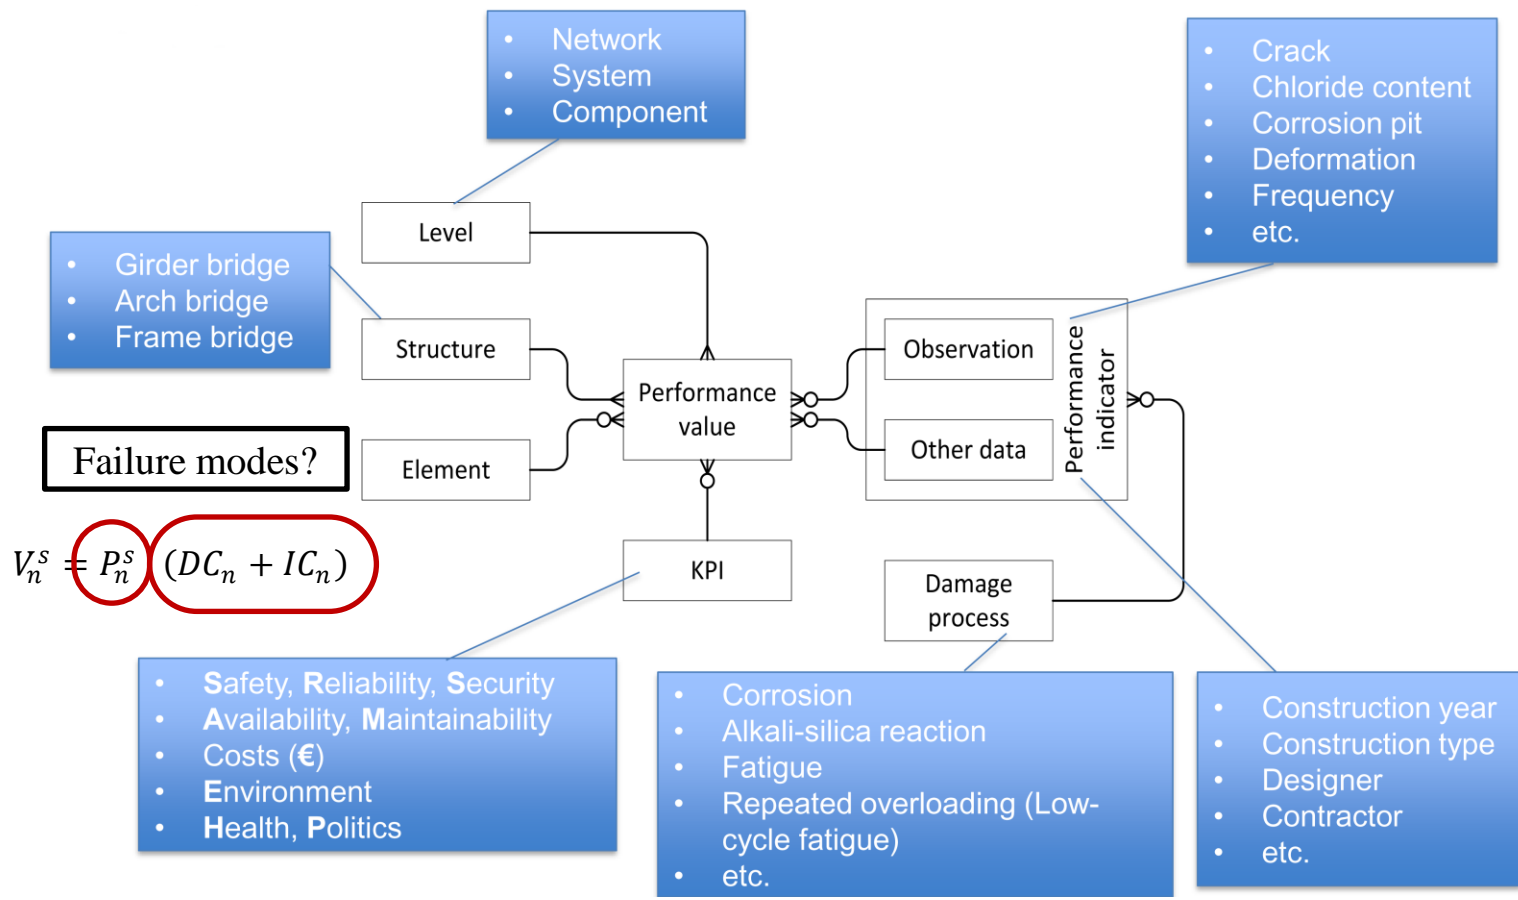 • Network
• System
• Component
• Crack
• Chloride content
• Corrosion pit
• Deformation
• Frequency
• etc.
Level
• Girder bridge
• Arch bridge
• Frame bridge
Structure
Observation
Performance
value
Performance
indicator
Failure modes?
Element
Other data
V_n^s = P_n^s (DC_n + IC_n)
KPI
Damage
process
• Safety, Reliability, Security
• Availability, Maintainability
• Costs (€)
• Environment
• Health, Politics
• Corrosion
• Alkali-silica reaction
• Fatigue
• Repeated overloading (Low-
cycle fatigue)
• etc.
• Construction year
• Construction type
• Designer
• Contractor
• etc.